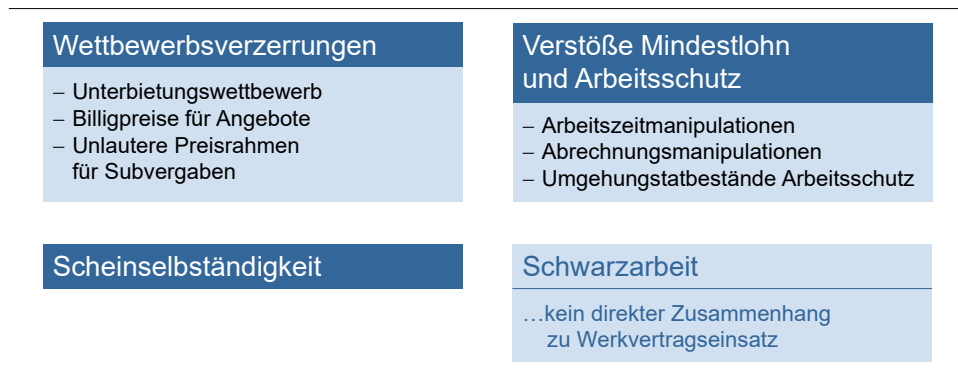 Wettbewerbsverzerrungen
– Unterbietungswettbewerb
– Billigpreise für Angebote
– Unlautere Preisrahmen
für Subvergaben
Verstöße Mindestlohn
und Arbeitsschutz
– Arbeitszeitmanipulationen
– Abrechnungsmanipulationen
– Umgehungstatbestände Arbeitsschutz
Scheinselbständigkeit
Schwarzarbeit
…kein direkter Zusammenhang
zu Werkvertragseinsatz